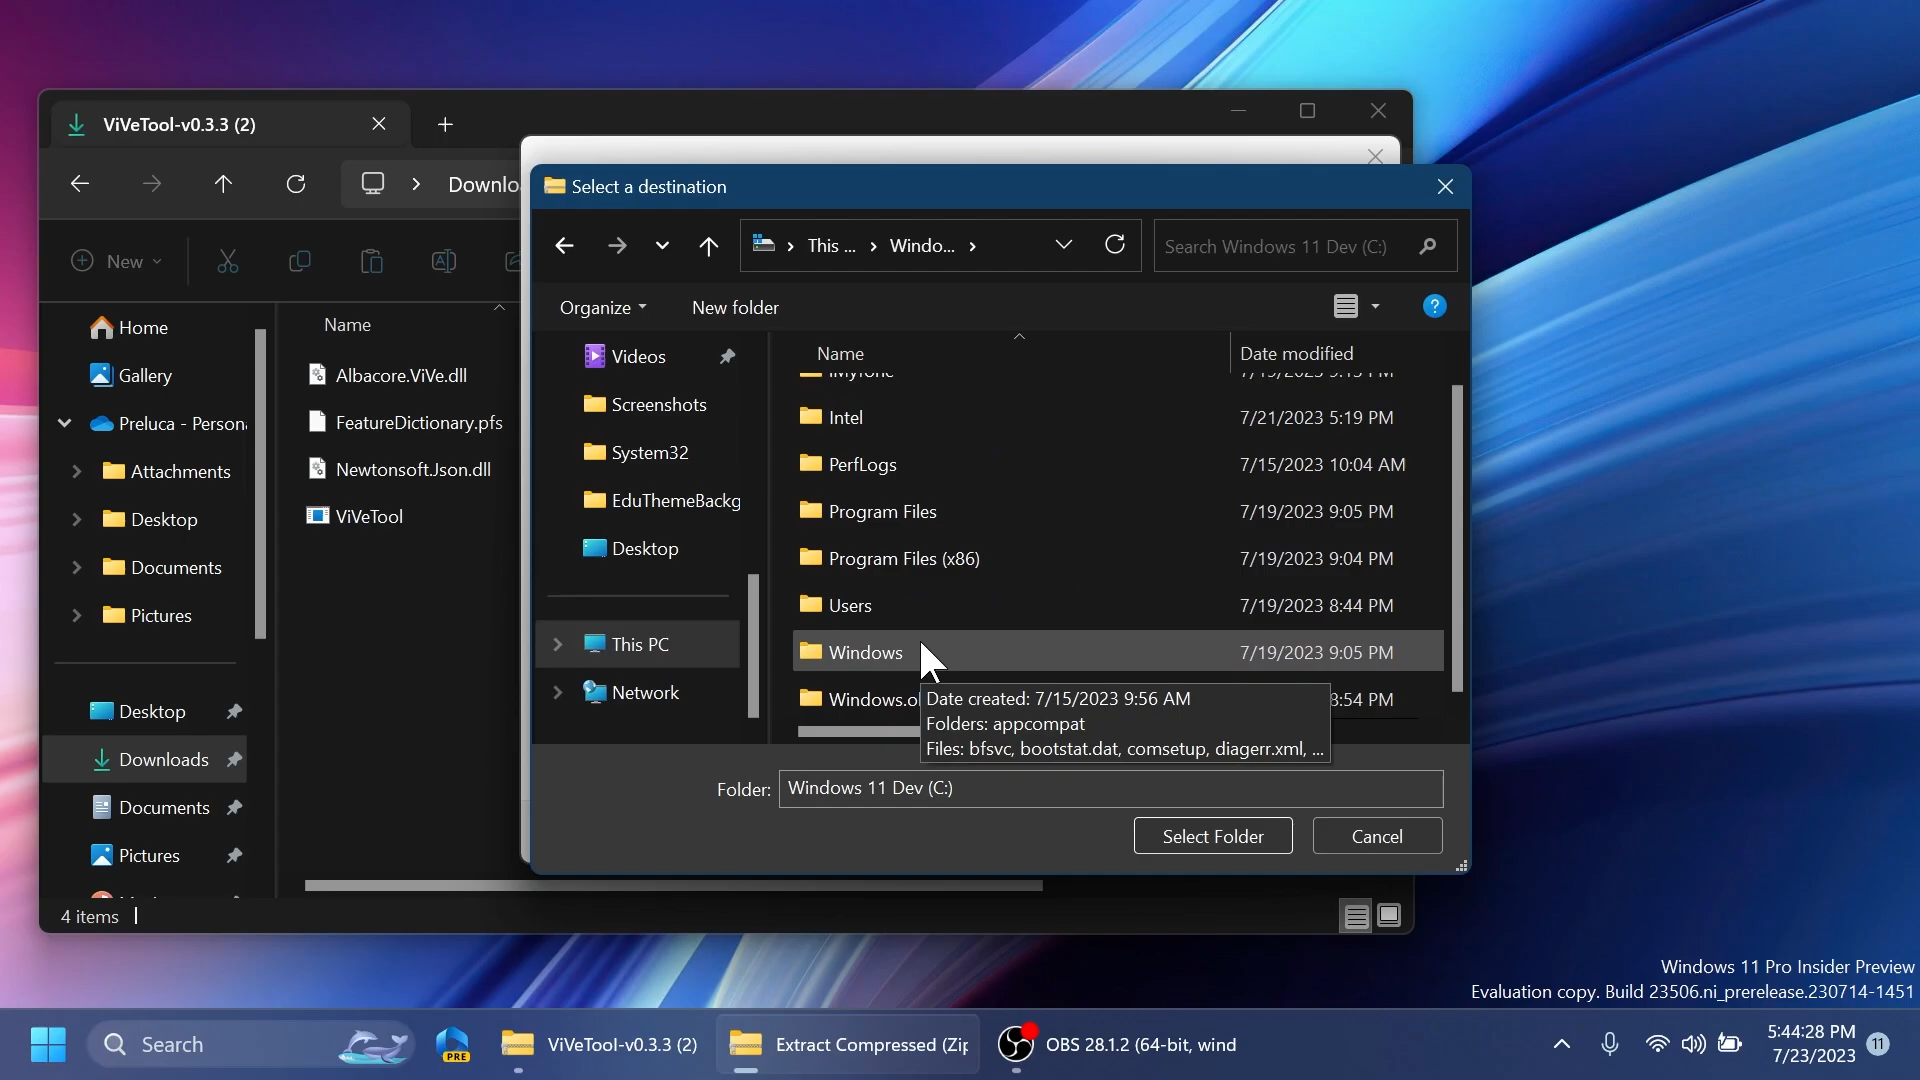 ViVeTool-v0.3.3 (2)
Downlo
New
Home
Gallery
Preluca - Persona
Attachments
Desktop
Documents
Pictures
Desktop
Downloads
Documents
Pictures
Name
Albacore.ViVe.dll
FeatureDictionary.pfs
Newtonsoft.Json.dll
ViVeTool
4 items
Select a destination
This ...
Windo...
Search Windows 11 Dev (C:)
Organize
New folder
?
Videos
Screenshots
System32
EduThemeBackg
Desktop
This PC
Network
Name Date modified
Intel 7/21/2023 5:19 PM
PerfLogs 7/15/2023 10:04 AM
Program Files 7/19/2023 9:05 PM
Program Files (x86) 7/19/2023 9:04 PM
Users 7/19/2023 8:44 PM
Windows 7/19/2023 9:05 PM
Windows.ol 3:54 PM
Date created: 7/15/2023 9:56 AM
Folders: appcompat
Files: bfsvc, bootstat.dat, comsetup, diagerr.xml, ...
Folder: Windows 11 Dev (C:)
Select Folder Cancel
Windows 11 Pro Insider Preview
Evaluation copy. Build 23506.ni_prerelease.230714-1451
Search
PRE
ViVeTool-v0.3.3 (2)
Extract Compressed (Zip
OBS 28.1.2 (64-bit, wind
5:44:28 PM
7/23/2023
11